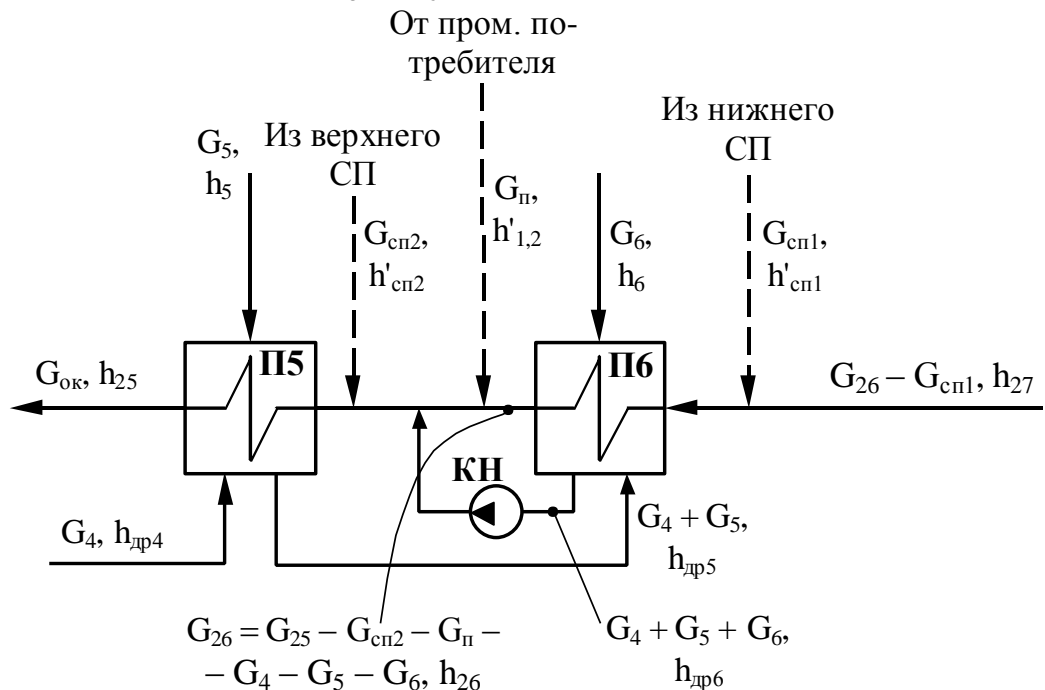 От пром. по-
требителя
Из верхнего
СП
Из нижнего
СП
G₅,
h₅
Gсп2,
h'сп2
Gп,
h'1,2
G₆,
h₆
Gсп1,
h'сп1
П5
П6
Gок, h₂₅
G₂₆ – Gсп1, h₂₇
КН
G₄, hдр4
G₄ + G₅,
hдр5
G₂₆ = G₂₅ – Gсп2 – Gп –
– G₄ – G₅ – G₆, h₂₆
G₄ + G₅ + G₆,
hдр6